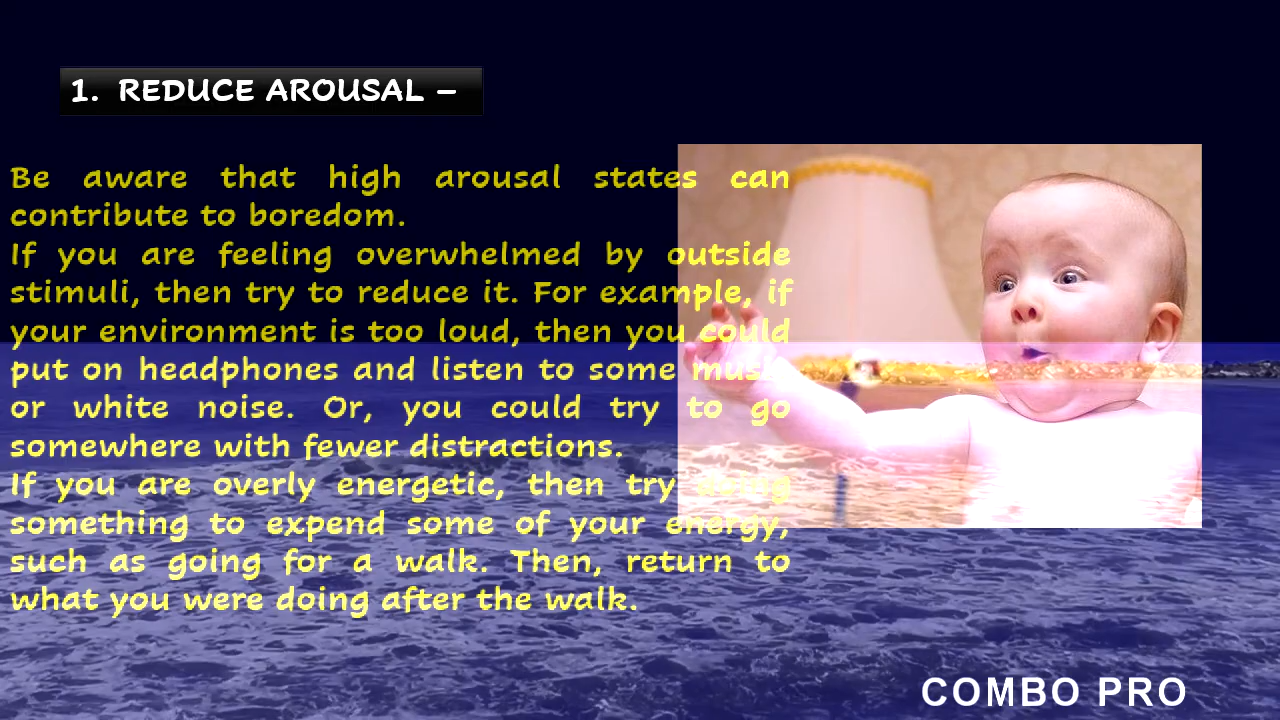 1. REDUCE AROUSAL –
Be aware that high arousal states can
contribute to boredom.
If you are feeling overwhelmed by outside
stimuli, then try to reduce it. For example, if
your environment is too loud, then you could
put on headphones and listen to some music
or white noise. Or, you could try to go
somewhere with fewer distractions.
If you are overly energetic, then try doing
something to expend some of your energy,
such as going for a walk. Then, return to
what you were doing after the walk.
COMBO PRO